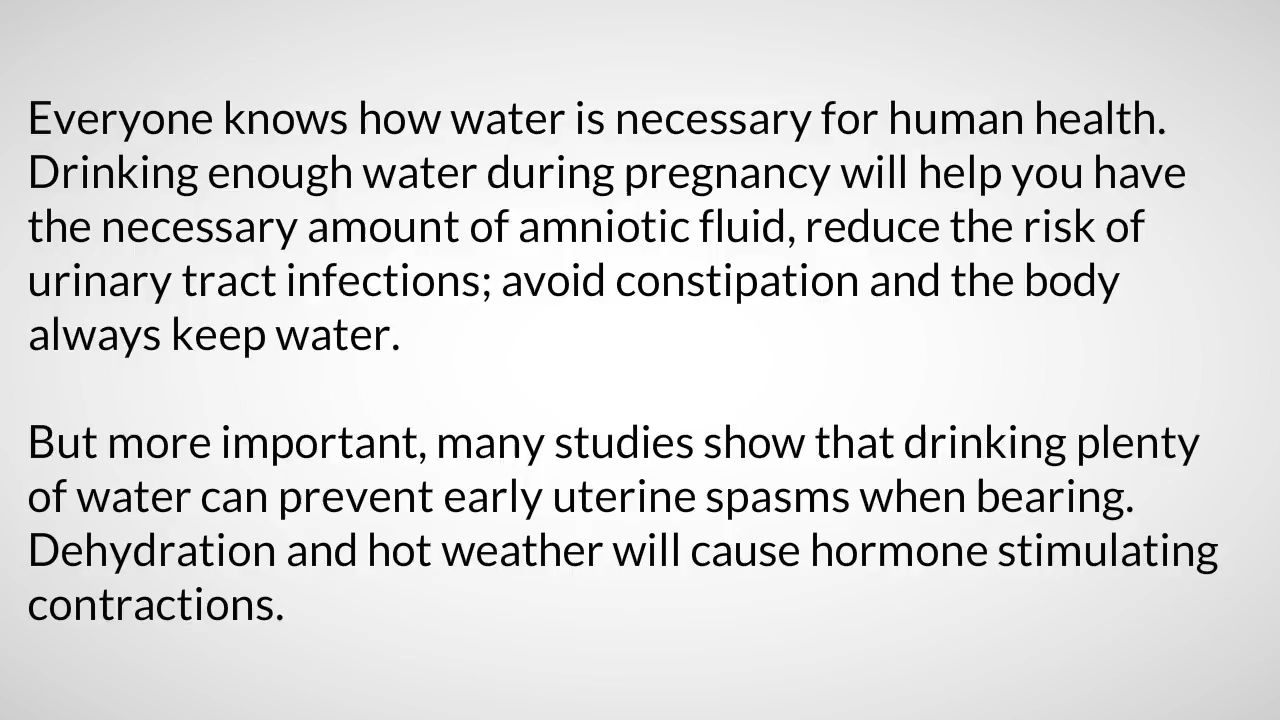 Everyone knows how water is necessary for human health.
Drinking enough water during pregnancy will help you have
the necessary amount of amniotic fluid, reduce the risk of
urinary tract infections; avoid constipation and the body
always keep water.
But more important, many studies show that drinking plenty
of water can prevent early uterine spasms when bearing.
Dehydration and hot weather will cause hormone stimulating
contractions.